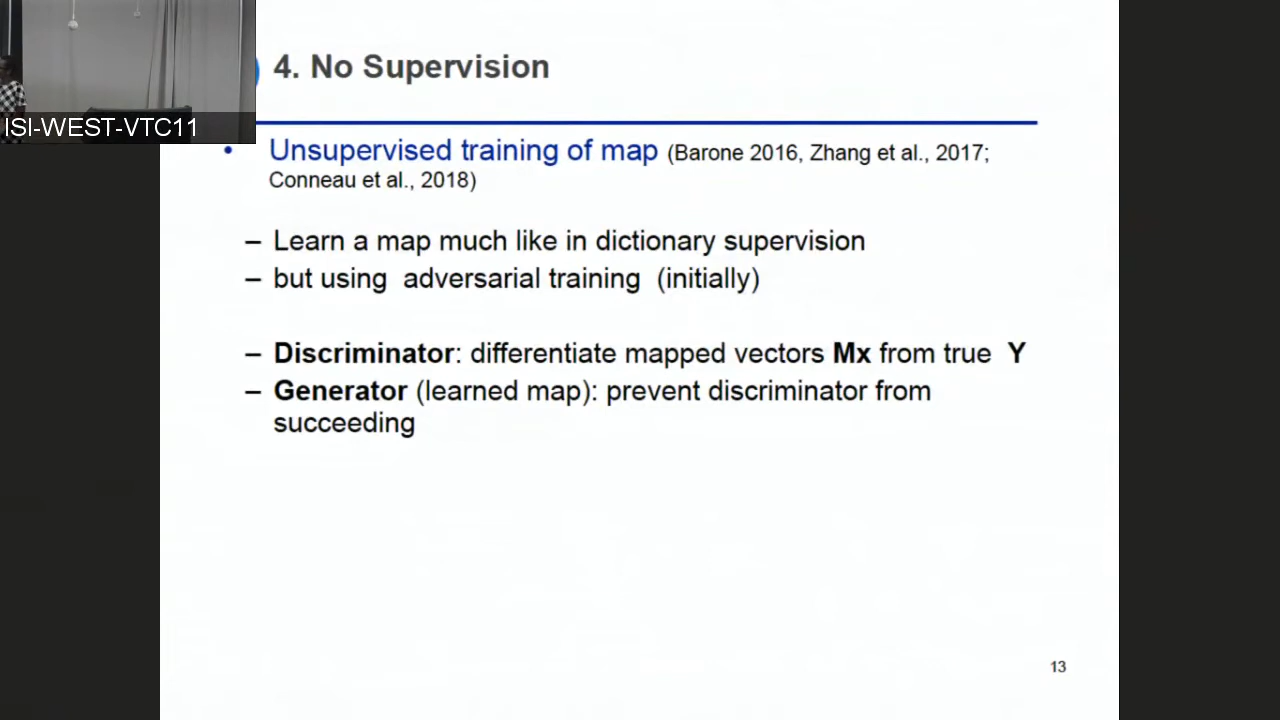 4. No Supervision
ISI-WEST-VTC11
• Unsupervised training of map (Barone 2016, Zhang et al., 2017;
Conneau et al., 2018)
– Learn a map much like in dictionary supervision
– but using adversarial training (initially)
– Discriminator: differentiate mapped vectors Mx from true Y
– Generator (learned map): prevent discriminator from
succeeding
13